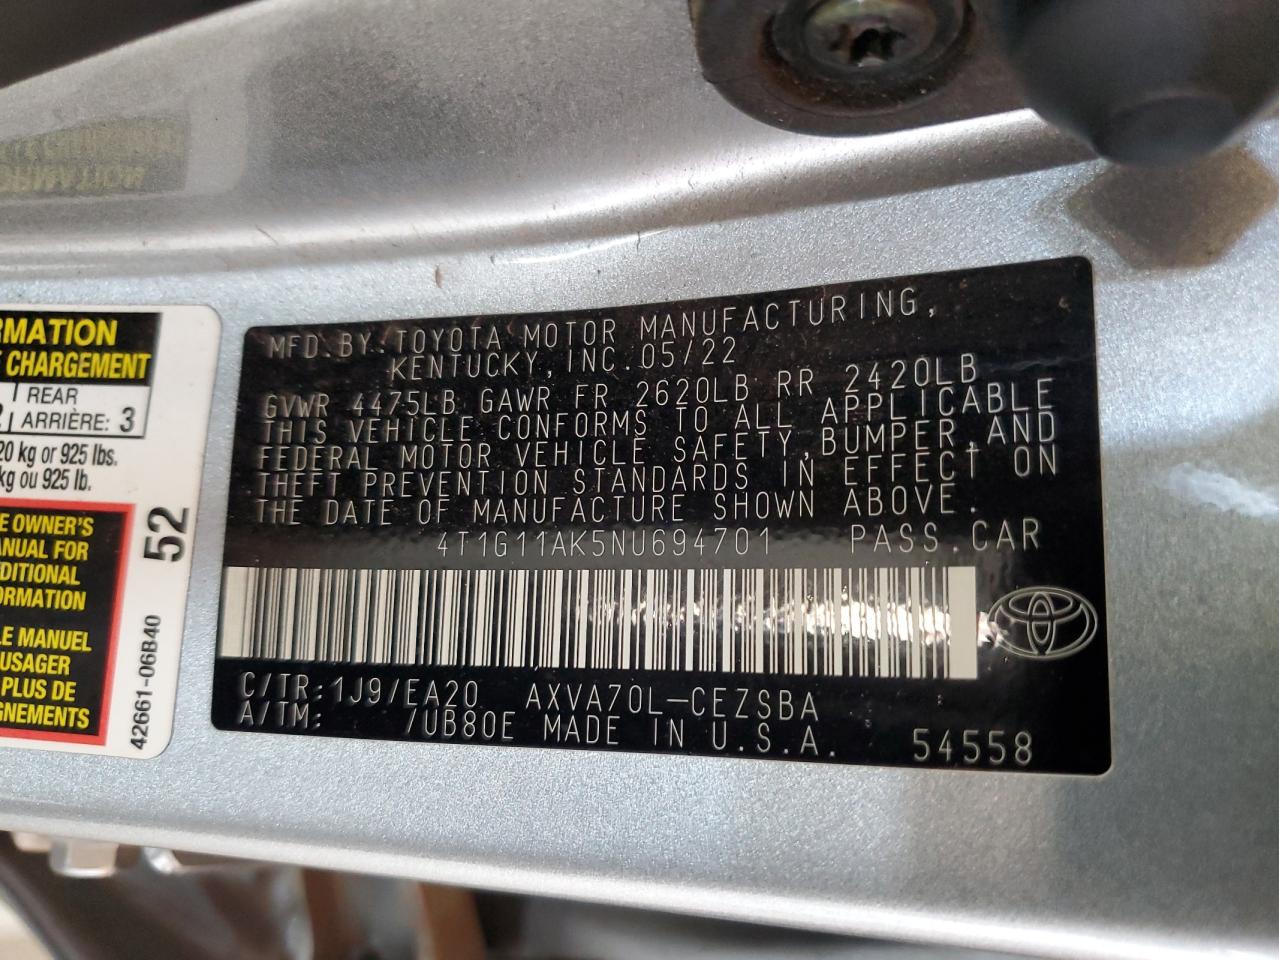 RMATION
CHARGEMENT
REAR
ARRIÈRE: 3
20 kg or 925 lbs.
kg ou 925 lb.
E OWNER'S
ANUAL FOR
DDITIONAL
ORMATION
LE MANUEL
USAGER
PLUS DE
GNEMENTS
52
42661-06B40
MFD.BY.TOYOTA MOTOR MANUFACTURING,
KENTUCKY,INC.05/22
GVWR 4475LB GAWR FR 2620LB RR 2420LB
THIS VEHICLE CONFORMS TO ALL APPLICABLE
FEDERAL MOTOR VEHICLE SAFETY,BUMPER,AND
THEFT PREVENTION STANDARDS IN EFFECT ON
THE DATE OF MANUFACTURE SHOWN ABOVE.
4T1G11AK5NU694701 PASS.CAR
C/TR:1J9/EA20 AXVA70L-CEZSBA
A/TM: /UB80E MADE IN U.S.A. 54558